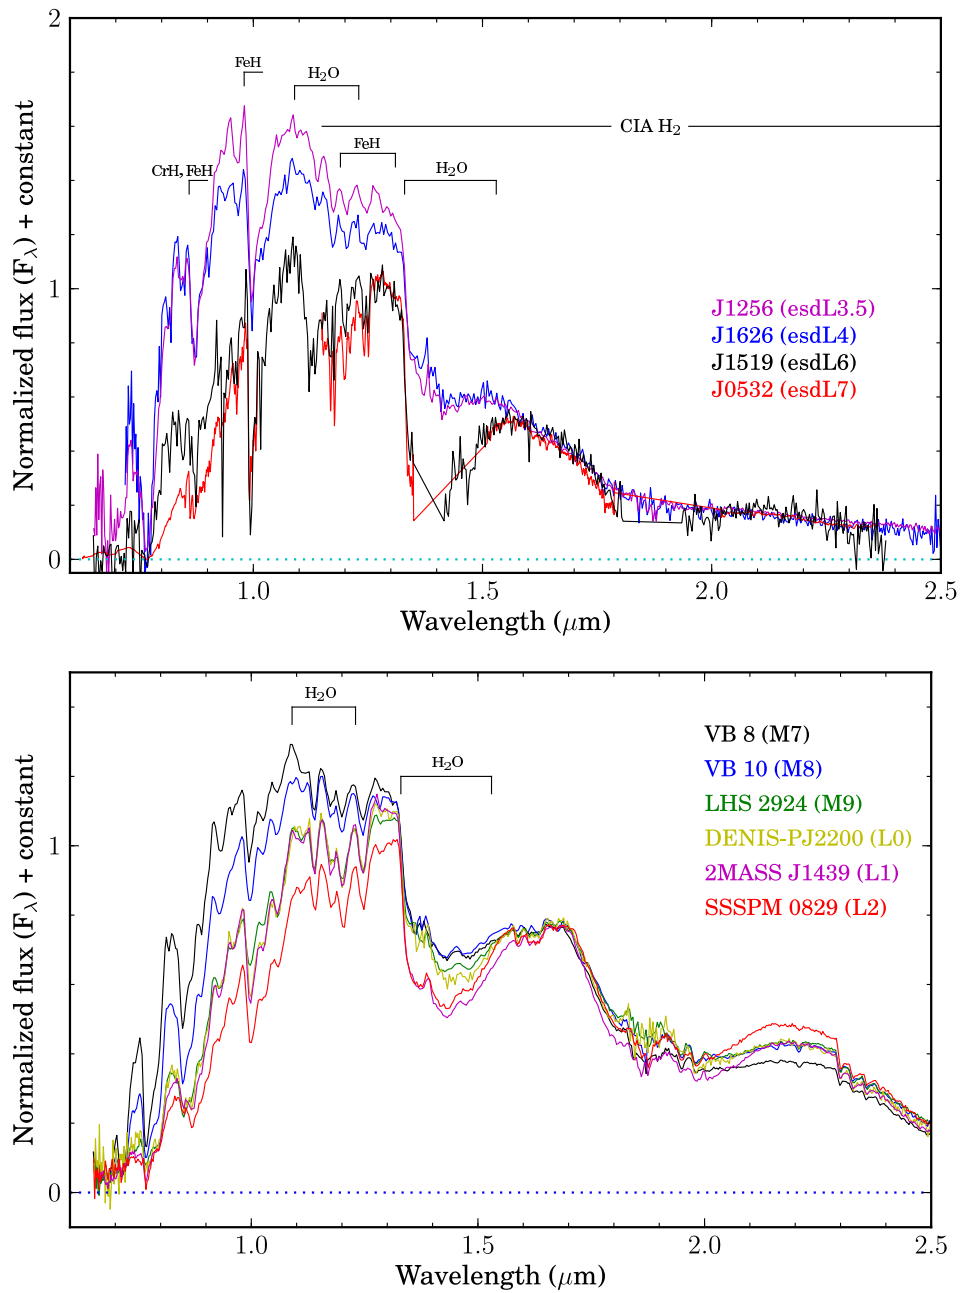 2
FeH
H₂O
CIA H₂
FeH
CrH, FeH
H₂O
Normalized flux (F_λ) + constant
1
J1256 (esdL3.5)
J1626 (esdL4)
J1519 (esdL6)
J0532 (esdL7)
0
1.0
1.5
2.0
2.5
Wavelength (μm)
H₂O
VB 8 (M7)
H₂O
VB 10 (M8)
LHS 2924 (M9)
DENIS-PJ2200 (L0)
2MASS J1439 (L1)
SSSPM 0829 (L2)
Normalized flux (F_λ) + constant
1
0
1.0
1.5
2.0
2.5
Wavelength (μm)